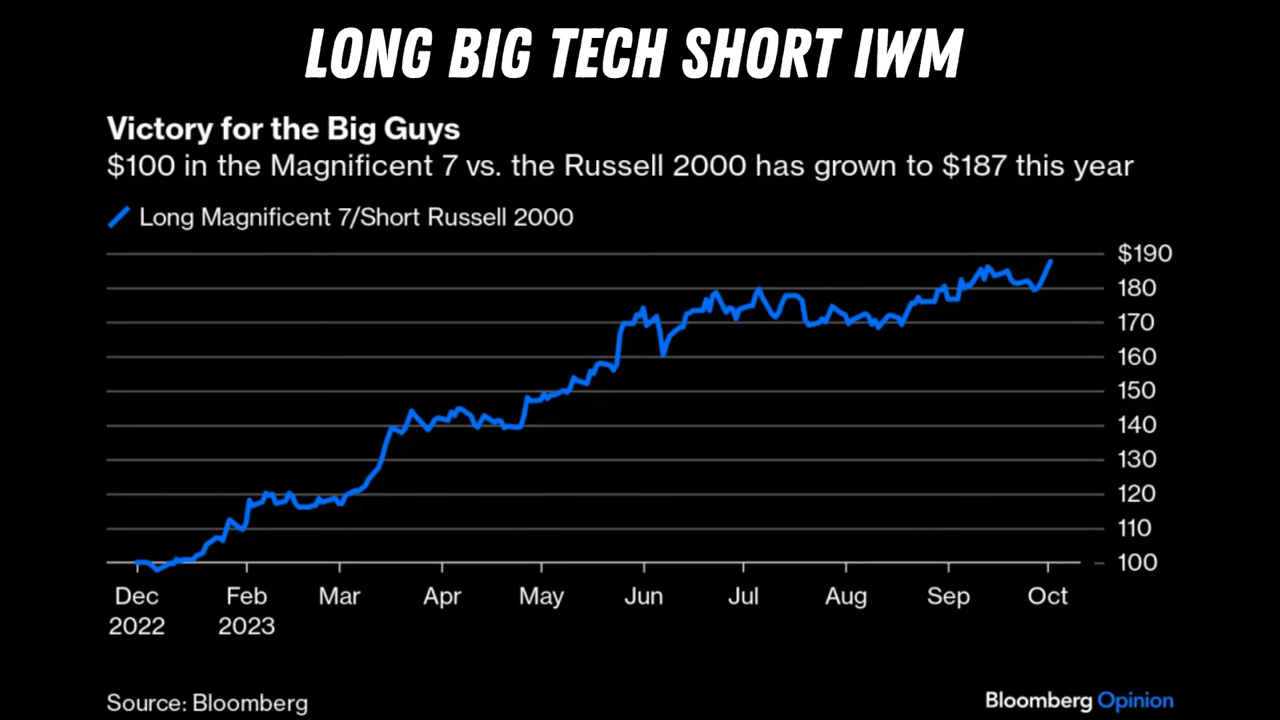 LONG BIG TECH SHORT IWM
Victory for the Big Guys
$100 in the Magnificent 7 vs. the Russell 2000 has grown to $187 this year
Long Magnificent 7/Short Russell 2000
$190
180
170
160
150
140
130
120
110
100
Dec Feb Mar Apr May Jun Jul Aug Sep Oct
2022 2023
Source: Bloomberg
Bloomberg Opinion